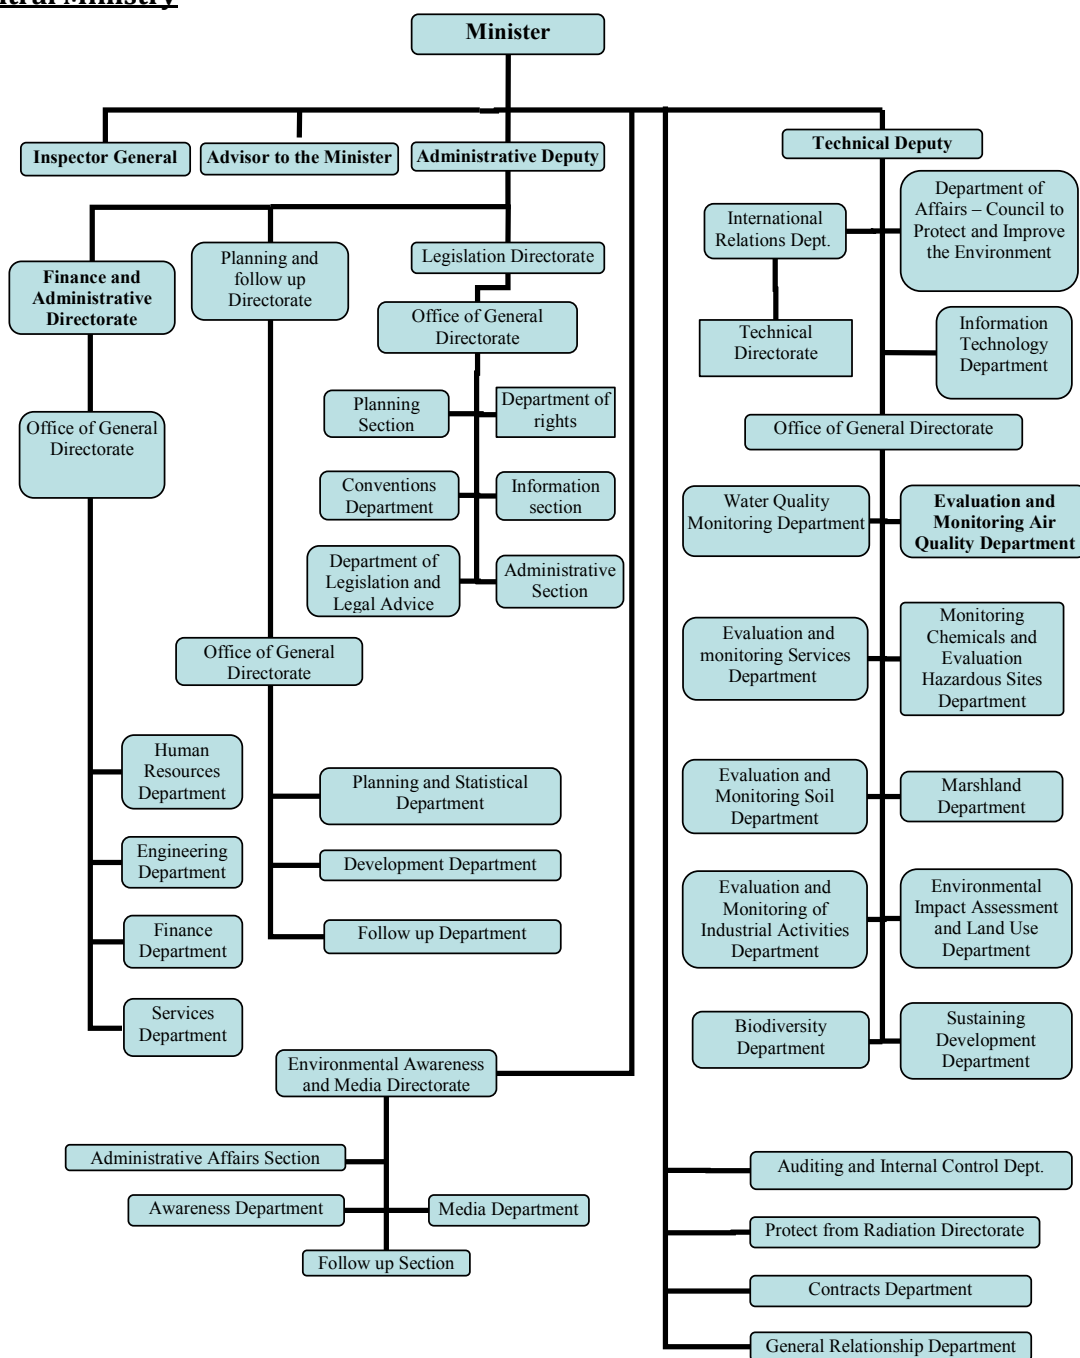 ntral Ministry
Minister
Inspector General
Advisor to the Minister
Administrative Deputy
Technical Deputy
International
Relations Dept.
Department of
Affairs – Council to
Protect and Improve
the Environment
Finance and
Administrative
Directorate
Planning and
follow up
Directorate
Legislation Directorate
Office of General
Directorate
Technical
Directorate
Information
Technology
Department
Planning
Section
Department of
rights
Office of General
Directorate
Office of General Directorate
Conventions
Department
Information
section
Water Quality
Monitoring Department
Evaluation and
Monitoring Air
Quality Department
Department of
Legislation and
Legal Advice
Administrative
Section
Office of General
Directorate
Evaluation and
monitoring Services
Department
Monitoring
Chemicals and
Evaluation
Hazardous Sites
Department
Human
Resources
Department
Planning and Statistical
Department
Evaluation and
Monitoring Soil
Department
Marshland
Department
Engineering
Department
Development Department
Evaluation and
Monitoring of
Industrial Activities
Department
Environmental
Impact Assessment
and Land Use
Department
Finance
Department
Follow up Department
Services
Department
Biodiversity
Department
Sustaining
Development
Department
Environmental Awareness
and Media Directorate
Administrative Affairs Section
Awareness Department
Media Department
Follow up Section
Auditing and Internal Control Dept.
Protect from Radiation Directorate
Contracts Department
General Relationship Department